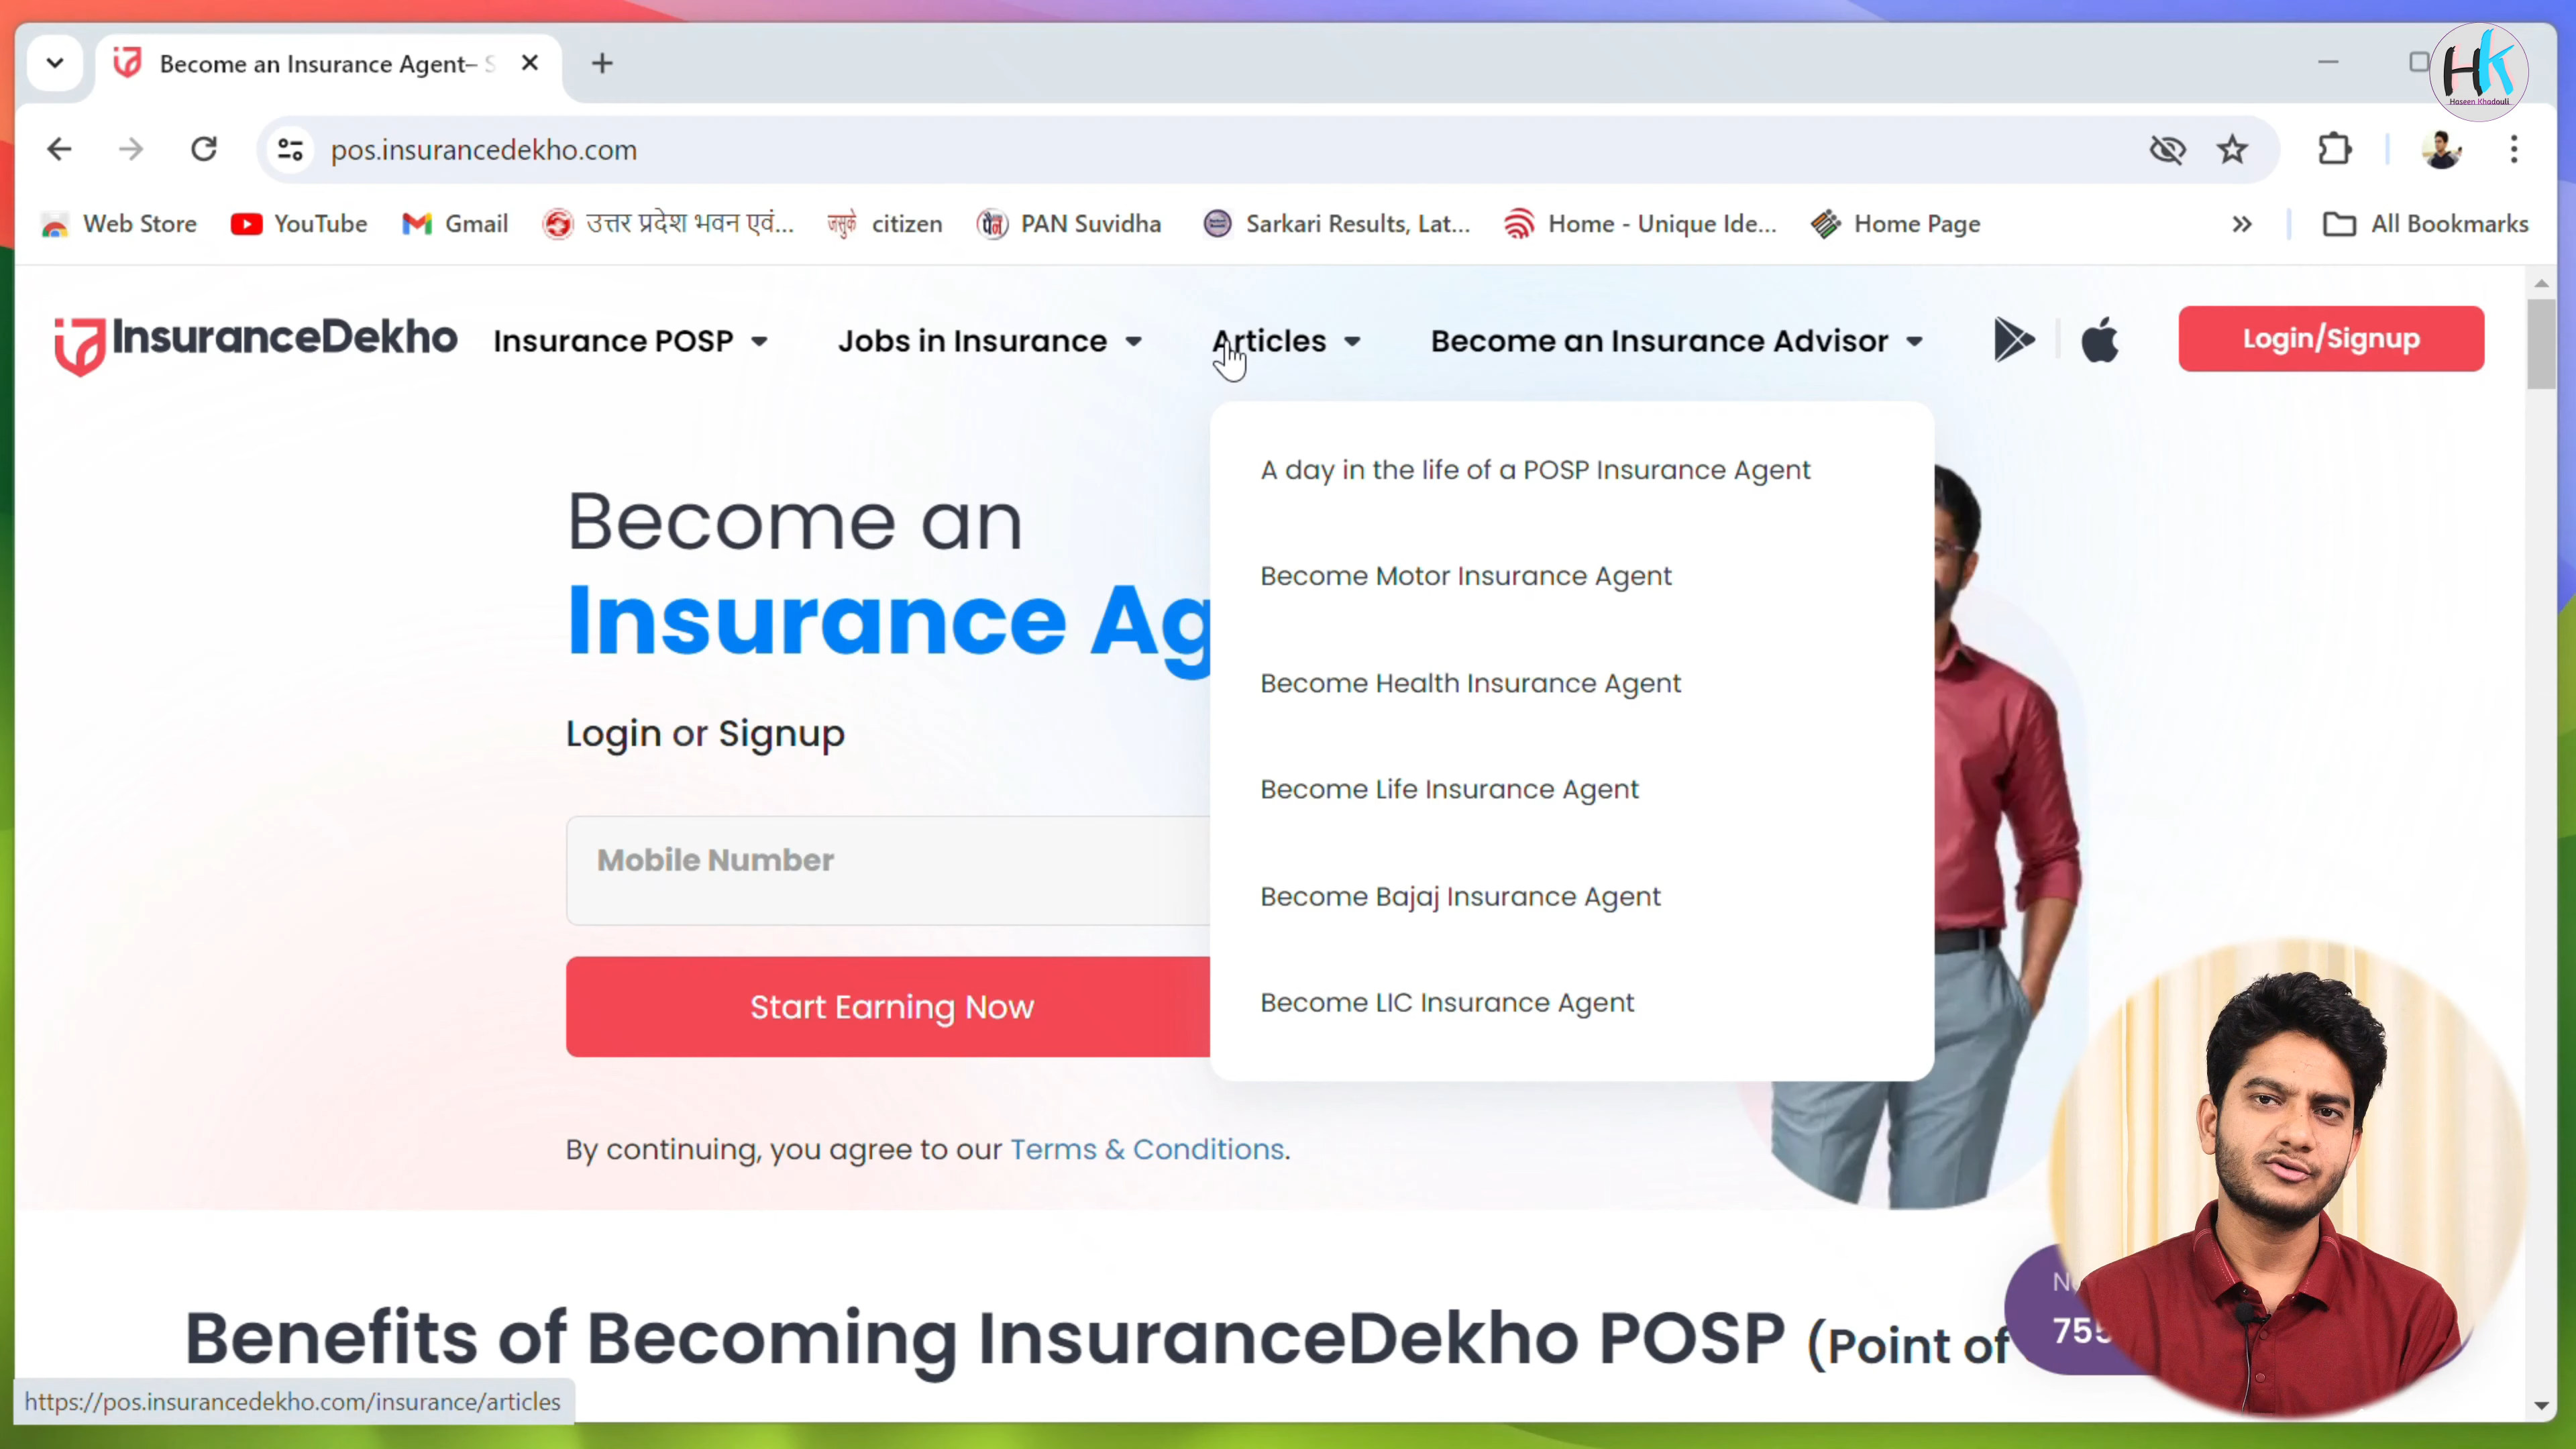 Become an Insurance Agent– S
HK
Haseen Khadauli
pos.insurancedekho.com
Web Store
YouTube
Gmail
उत्तर प्रदेश भवन एवं...
जसुके citizen
PAN Suvidha
Sarkari Results, Lat...
Home - Unique Ide...
Home Page
All Bookmarks
InsuranceDekho
Insurance POSP
Jobs in Insurance
Articles
Become an Insurance Advisor
Login/Signup
A day in the life of a POSP Insurance Agent
Become Motor Insurance Agent
Become Health Insurance Agent
Become Life Insurance Agent
Become Bajaj Insurance Agent
Become LIC Insurance Agent
Become an
Insurance Ag
Login or Signup
Mobile Number
Start Earning Now
By continuing, you agree to our Terms & Conditions.
Benefits of Becoming InsuranceDekho POSP (Point of
755
https://pos.insurancedekho.com/insurance/articles